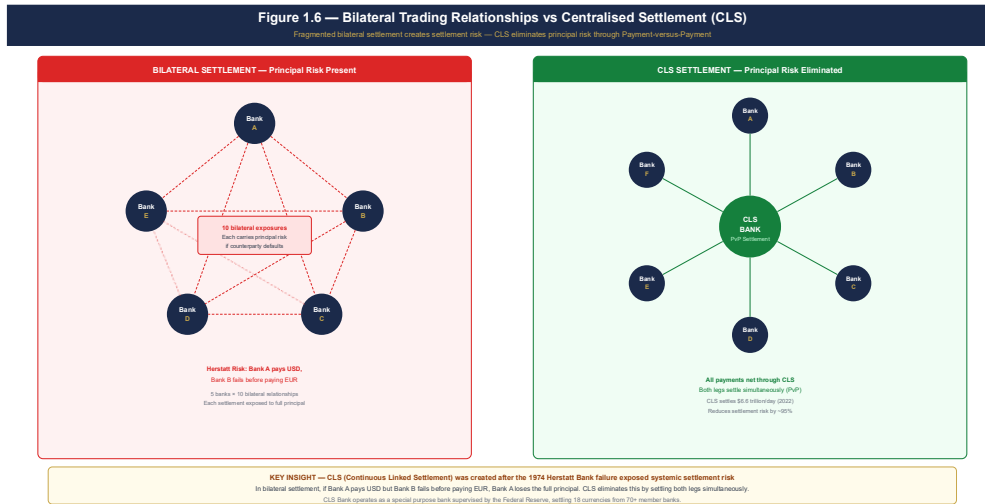 Figure 1.6 — Bilateral Trading Relationships vs Centralised Settlement (CLS)
Fragmented bilateral settlement creates settlement risk — CLS eliminates principal risk through Payment-versus-Payment
BILATERAL SETTLEMENT — Principal Risk Present
Bank
A
Bank
E
Bank
B
10 bilateral exposures
Each carries principal risk
if counterparty defaults
Bank
D
Bank
C
Herstatt Risk: Bank A pays USD,
Bank B fails before paying EUR
5 banks = 10 bilateral relationships
Each settlement exposed to full principal
CLS SETTLEMENT — Principal Risk Eliminated
Bank
A
Bank
F
Bank
B
CLS
BANK
PvP Settlement
Bank
E
Bank
C
Bank
D
All payments net through CLS
Both legs settle simultaneously (PvP)
CLS settles $6.6 trillion/day (2022)
Reduces settlement risk by ~95%
KEY INSIGHT — CLS (Continuous Linked Settlement) was created after the 1974 Herstatt Bank failure exposed systemic settlement risk
In bilateral settlement, if Bank A pays USD but Bank B fails before paying EUR, Bank A loses the full principal. CLS eliminates this by settling both legs simultaneously.
CLS Bank operates as a special purpose bank supervised by the Federal Reserve, settling 18 currencies from 70+ member banks.